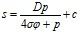 s = Dp / (4σφ + p) + c